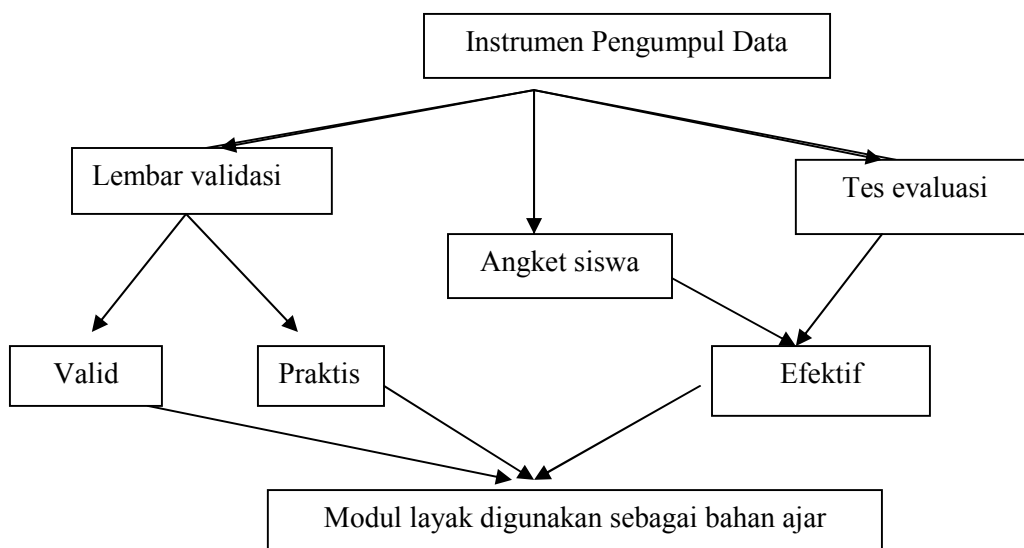 Instrumen Pengumpul Data
Lembar validasi
Tes evaluasi
Angket siswa
Valid
Praktis
Efektif
Modul layak digunakan sebagai bahan ajar